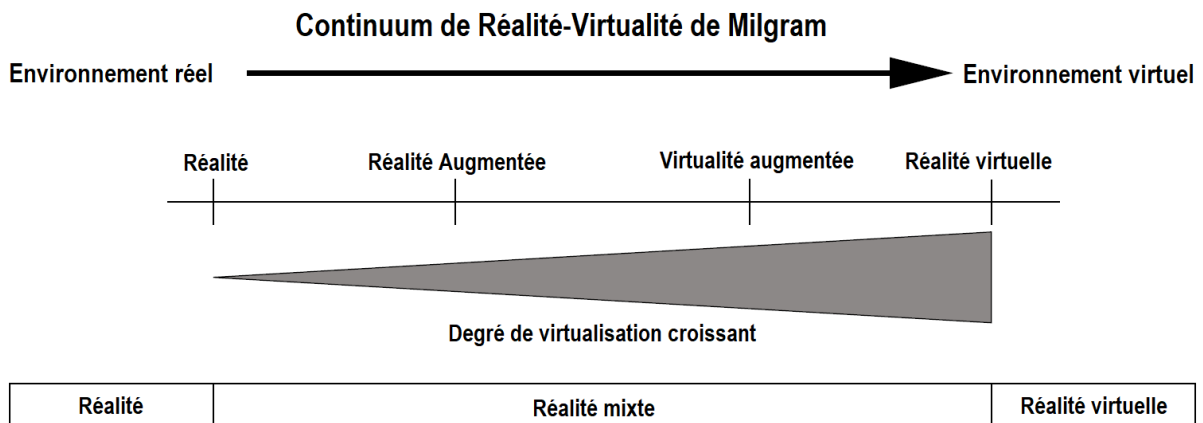 Continuum de Réalité-Virtualité de Milgram
Environnement réel
Environnement virtuel
Réalité
Réalité Augmentée
Virtualité augmentée
Réalité virtuelle
Degré de virtualisation croissant
Réalité
Réalité mixte
Réalité virtuelle